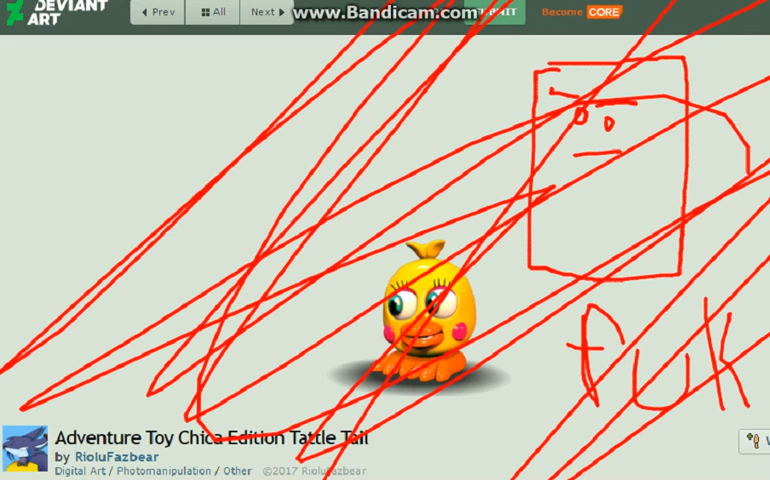 DEVIANT
ART
Prev
All
Next
www.Bandicam.com
Become CORE
fuk
Adventure Toy Chica Edition Tattle Tail
by RioluFazbear
Digital Art / Photomanipulation / Other ©2017 RioluFazbear